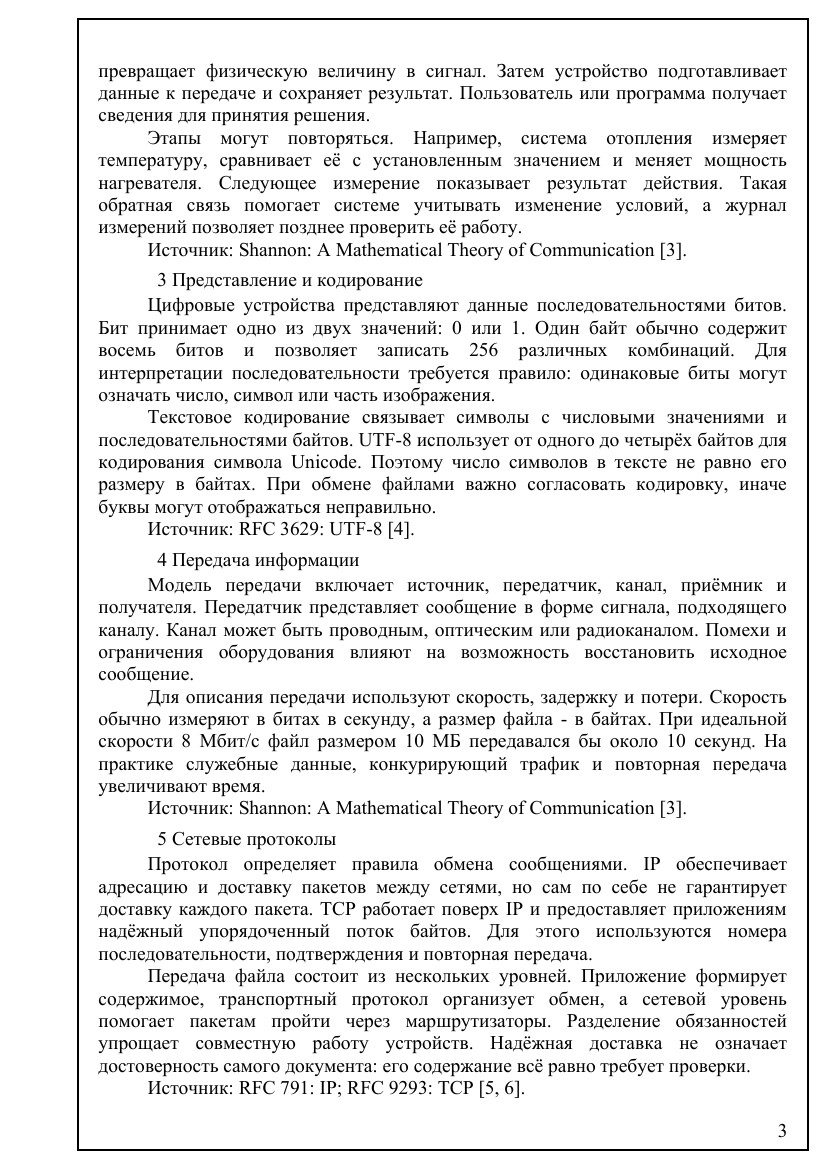 превращает физическую величину в сигнал. Затем устройство подготавливает
данные к передаче и сохраняет результат. Пользователь или программа получает
сведения для принятия решения.
Этапы могут повторяться. Например, система отопления измеряет
температуру, сравнивает её с установленным значением и меняет мощность
нагревателя. Следующее измерение показывает результат действия. Такая
обратная связь помогает системе учитывать изменение условий, а журнал
измерений позволяет позднее проверить её работу.
Источник: Shannon: A Mathematical Theory of Communication [3].
3 Представление и кодирование
Цифровые устройства представляют данные последовательностями битов.
Бит принимает одно из двух значений: 0 или 1. Один байт обычно содержит
восемь битов и позволяет записать 256 различных комбинаций. Для
интерпретации последовательности требуется правило: одинаковые биты могут
означать число, символ или часть изображения.
Текстовое кодирование связывает символы с числовыми значениями и
последовательностями байтов. UTF-8 использует от одного до четырёх байтов для
кодирования символа Unicode. Поэтому число символов в тексте не равно его
размеру в байтах. При обмене файлами важно согласовать кодировку, иначе
буквы могут отображаться неправильно.
Источник: RFC 3629: UTF-8 [4].
4 Передача информации
Модель передачи включает источник, передатчик, канал, приёмник и
получателя. Передатчик представляет сообщение в форме сигнала, подходящего
каналу. Канал может быть проводным, оптическим или радиоканалом. Помехи и
ограничения оборудования влияют на возможность восстановить исходное
сообщение.
Для описания передачи используют скорость, задержку и потери. Скорость
обычно измеряют в битах в секунду, а размер файла - в байтах. При идеальной
скорости 8 Мбит/с файл размером 10 МБ передавался бы около 10 секунд. На
практике служебные данные, конкурирующий трафик и повторная передача
увеличивают время.
Источник: Shannon: A Mathematical Theory of Communication [3].
5 Сетевые протоколы
Протокол определяет правила обмена сообщениями. IP обеспечивает
адресацию и доставку пакетов между сетями, но сам по себе не гарантирует
доставку каждого пакета. TCP работает поверх IP и предоставляет приложениям
надёжный упорядоченный поток байтов. Для этого используются номера
последовательности, подтверждения и повторная передача.
Передача файла состоит из нескольких уровней. Приложение формирует
содержимое, транспортный протокол организует обмен, а сетевой уровень
помогает пакетам пройти через маршрутизаторы. Разделение обязанностей
упрощает совместную работу устройств. Надёжная доставка не означает
достоверность самого документа: его содержание всё равно требует проверки.
Источник: RFC 791: IP; RFC 9293: TCP [5, 6].
3